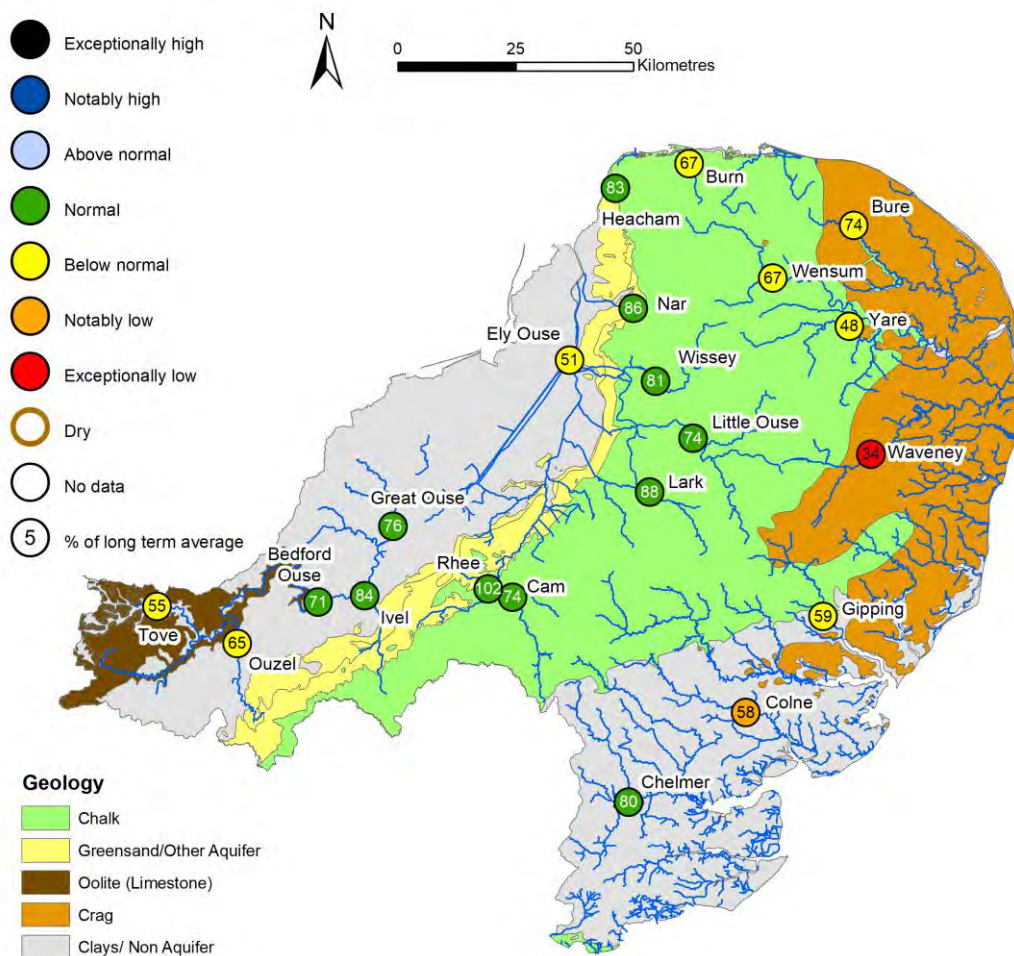 N
0 25 50
Kilometres
Exceptionally high
Notably high
Above normal
Normal
Below normal
Notably low
Exceptionally low
Dry
No data
5 % of long term average
67
Burn
83
Heacham
Bure
74
Wensum
67
86
Nar
Yare
48
Ely Ouse
51
Wissey
81
Little Ouse
74
34
Waveney
Lark
88
Great Ouse
76
Rhee
102
74
Cam
Bedford
Ouse
71
84
Ivel
55
Tove
65
Ouzel
Gipping
59
Colne
58
Chelmer
80
Geology
Chalk
Greensand/Other Aquifer
Oolite (Limestone)
Crag
Clays/ Non Aquifer